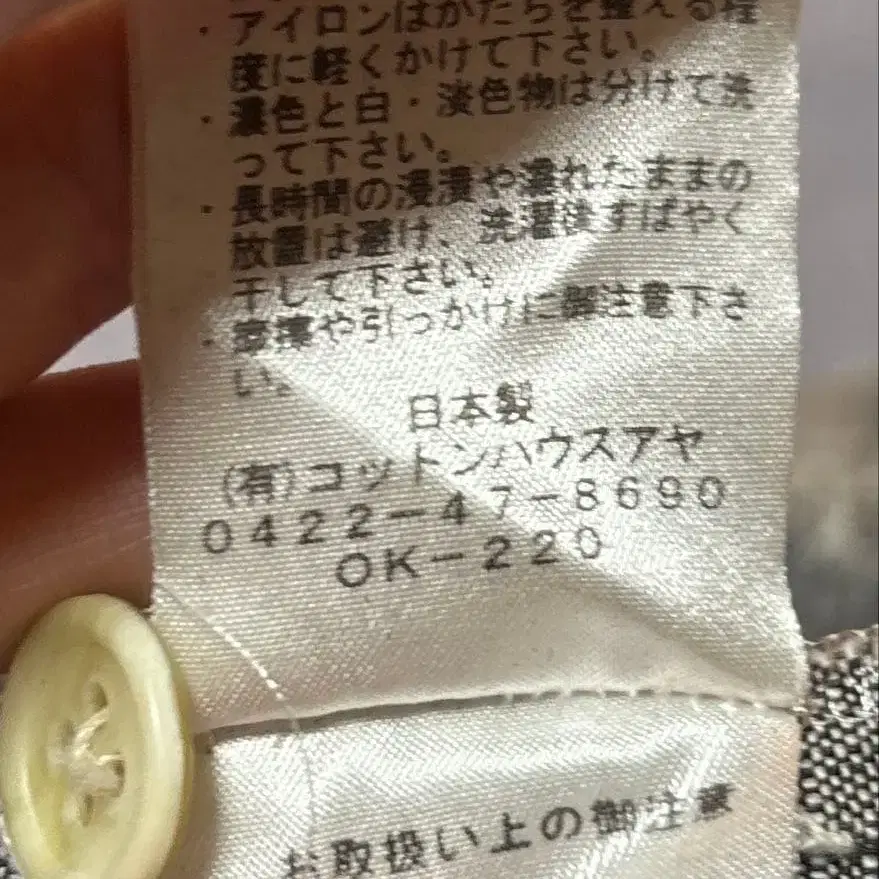 ・アイロンはかたちを整える程
度に軽くかけて下さい。
・濃色と白・淡色物は分けて洗
って下さい。
・長時間の浸漬や濡れたままの
放置は避け、洗濯後すばやく
干して下さい。
・摩擦や引っかけに御注意下さ
い。
日本製
(有)コットンハウスアヤ
0422-47-8690
OK-220
お取扱い上の御注意